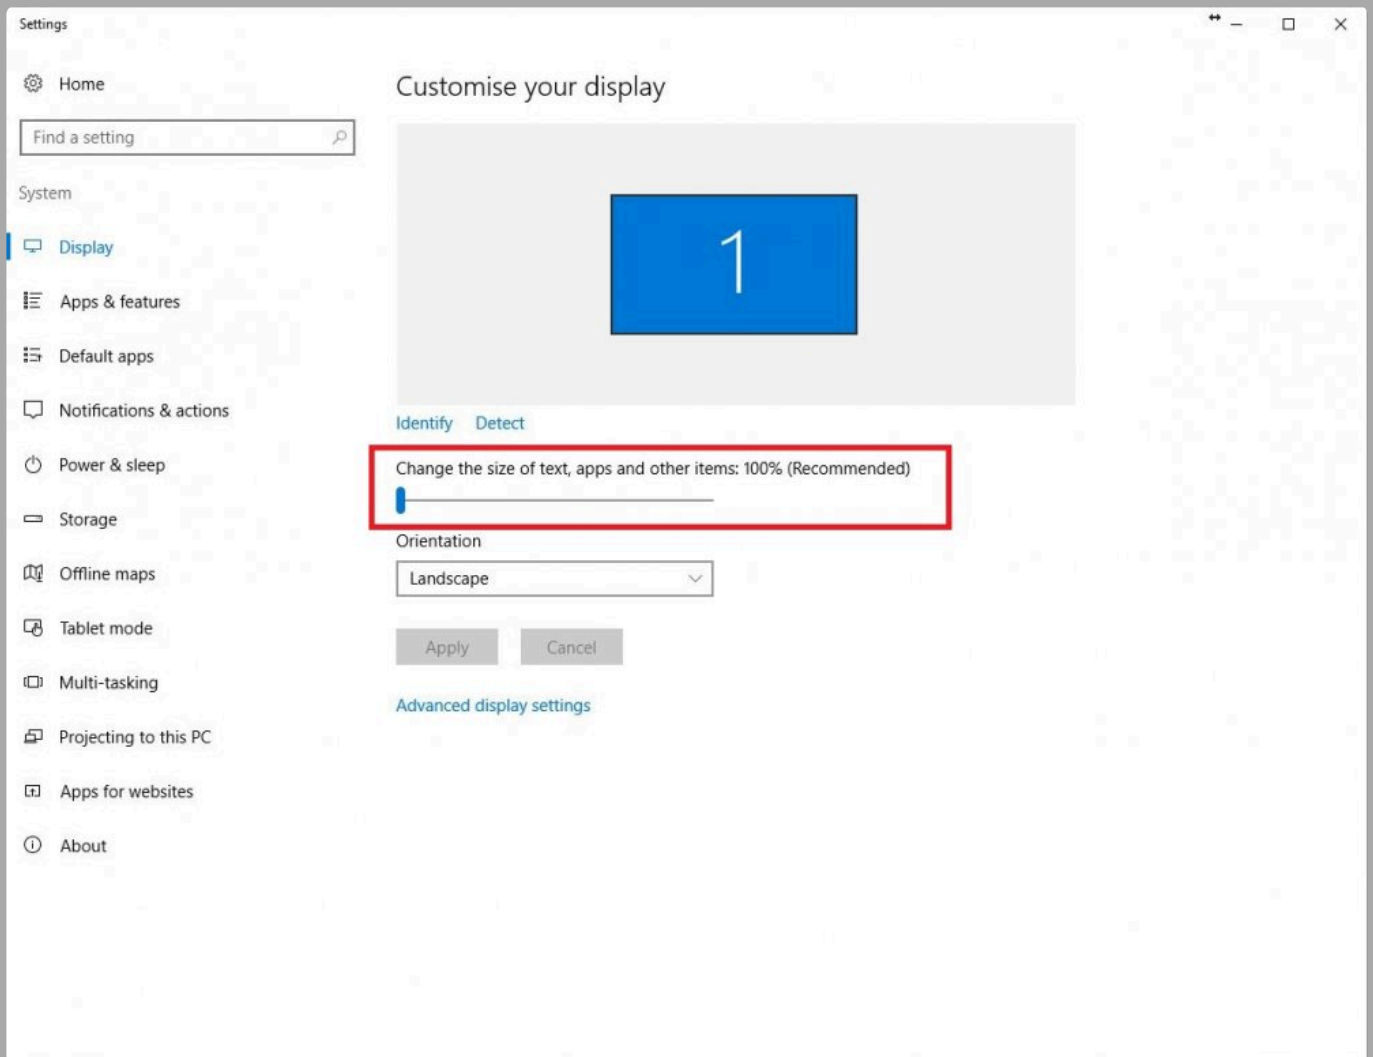 Settings
Home
Find a setting
System
Display
Apps & features
Default apps
Notifications & actions
Power & sleep
Storage
Offline maps
Tablet mode
Multi-tasking
Projecting to this PC
Apps for websites
About
Customise your display
1
Identify Detect
Change the size of text, apps and other items: 100% (Recommended)
Orientation
Landscape
Apply Cancel
Advanced display settings